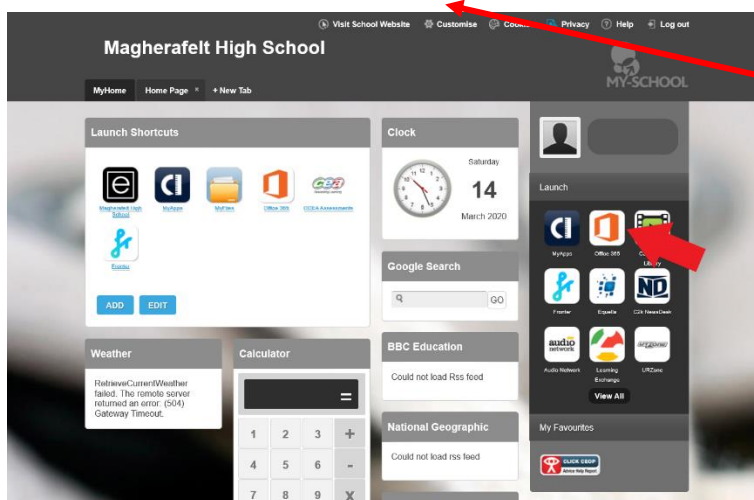 Visit School Website Customise Privacy Help Log out
Magherafelt High School
MY-SCHOOL
MyHome Home Page × + New Tab
Launch Shortcuts
Magherafelt High School
MyApps
MyFiles
Office 365
CCEA Assessments
Fronter
ADD EDIT
Weather
RetrieveCurrentWeather
failed. The remote server
returned an error: (504)
Gateway Timeout.
Calculator
=
1 2 3 +
4 5 6 -
7 8 9 X
Clock
Saturday
14
March 2020
Google Search
GO
BBC Education
Could not load Rss feed
National Geographic
Could not load rss feed
Launch
MyApps Office 365
Library
Fronter Equella C2k NewsDesk
audio
network
Audio Network Learning
Exchange
URZone
View All
My Favourites
CLICK CEOP
Advice Help Report